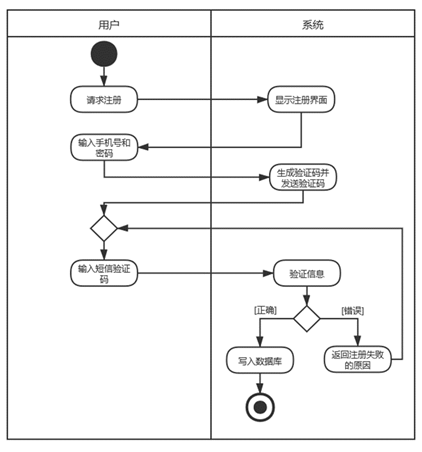 用户
系统
请求注册
显示注册界面
输入手机号和
密码
生成验证码并
发送验证码
输入短信验证
码
验证信息
[正确]
[错误]
写入数据库
返回注册失败
的原因